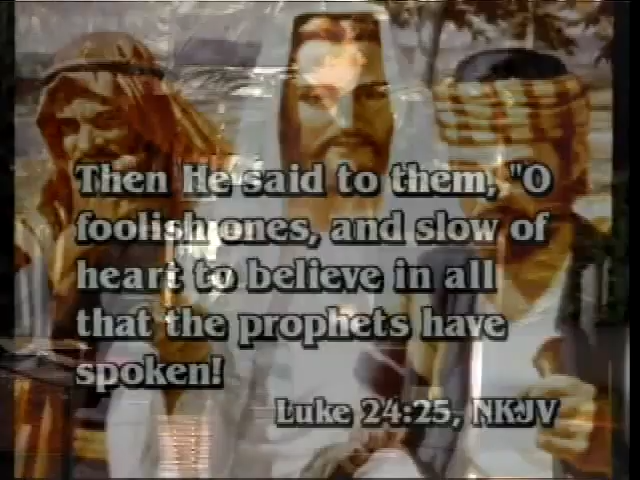 Then He said to them, "O
foolish ones, and slow of
heart to believe in all
that the prophets have
spoken!
Luke 24:25, NKJV